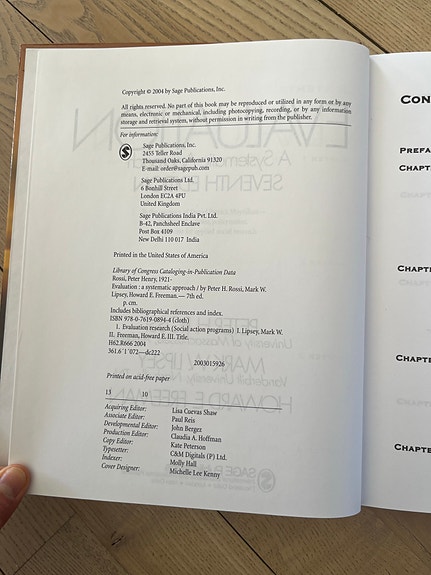 Copyright © 2004 by Sage Publications, Inc.
All rights reserved. No part of this book may be reproduced or utilized in any form or by any
means, electronic or mechanical, including photocopying, recording, or by any information
storage and retrieval system, without permission in writing from the publisher.
For information:
Sage Publications, Inc.
2455 Teller Road
Thousand Oaks, California 91320
E-mail: order@sagepub.com
Sage Publications Ltd.
6 Bonhill Street
London EC2A 4PU
United Kingdom
Sage Publications India Pvt. Ltd.
B-42, Panchsheel Enclave
Post Box 4109
New Delhi 110 017 India
Printed in the United States of America
Library of Congress Cataloging-in-Publication Data
Rossi, Peter Henry, 1921-
Evaluation : a systematic approach / by Peter H. Rossi, Mark W.
Lipsey, Howard E. Freeman.— 7th ed.
p. cm.
Includes bibliographical references and index.
ISBN 978-0-7619-0894-4 (cloth)
1. Evaluation research (Social action programs) I. Lipsey, Mark W.
II. Freeman, Howard E. III. Title.
H62.R666 2004
361.6´1´072—dc222
2003015926
Printed on acid-free paper
13 10
Acquiring Editor: Lisa Cuevas Shaw
Associate Editor: Paul Reis
Developmental Editor: John Bergez
Production Editor: Claudia A. Hoffman
Copy Editor: Kate Peterson
Typesetter: C&M Digitals (P) Ltd.
Indexer: Molly Hall
Cover Designer: Michelle Lee Kenny
CON
PREFA
CHAPT
CHAPTE
CHAPTE
CHAPTE